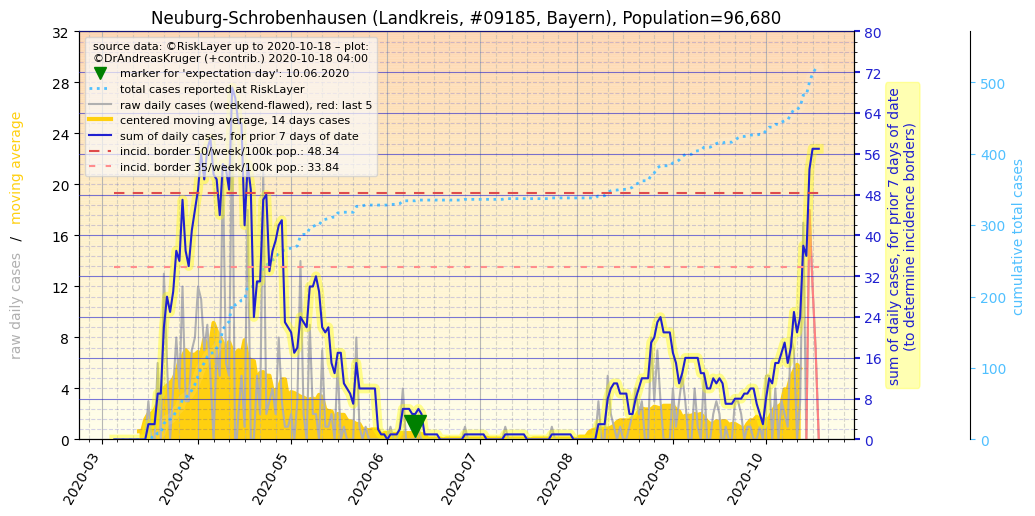 Neuburg-Schrobenhausen (Landkreis, #09185, Bayern), Population=96,680
source data: ©RiskLayer up to 2020-10-18 – plot:
©DrAndreasKruger (+contrib.) 2020-10-18 04:00
marker for 'expectation day': 10.06.2020
total cases reported at RiskLayer
raw daily cases (weekend-flawed), red: last 5
centered moving average, 14 days cases
sum of daily cases, for prior 7 days of date
incid. border 50/week/100k pop.: 48.34
incid. border 35/week/100k pop.: 33.84
raw daily cases / moving average
32
28
24
20
16
12
8
4
0
80
72
64
56
48
40
32
24
16
8
0
sum of daily cases, for prior 7 days of date
(to determine incidence borders)
500
400
300
200
100
0
cumulative total cases
2020-03
2020-04
2020-05
2020-06
2020-07
2020-08
2020-09
2020-10